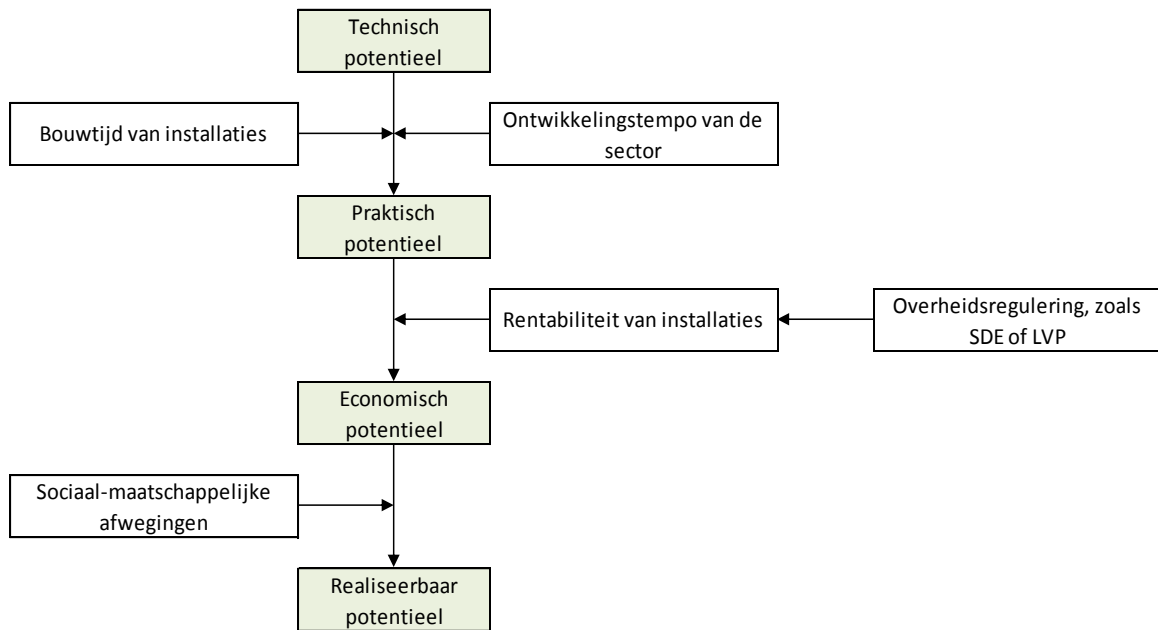 Technisch
potentieel
Bouwtijd van installaties
Ontwikkelingstempo van de
sector
Praktisch
potentieel
Rentabiliteit van installaties
Overheidsregulering, zoals
SDE of LVP
Economisch
potentieel
Sociaal-maatschappelijke
afwegingen
Realiseerbaar
potentieel